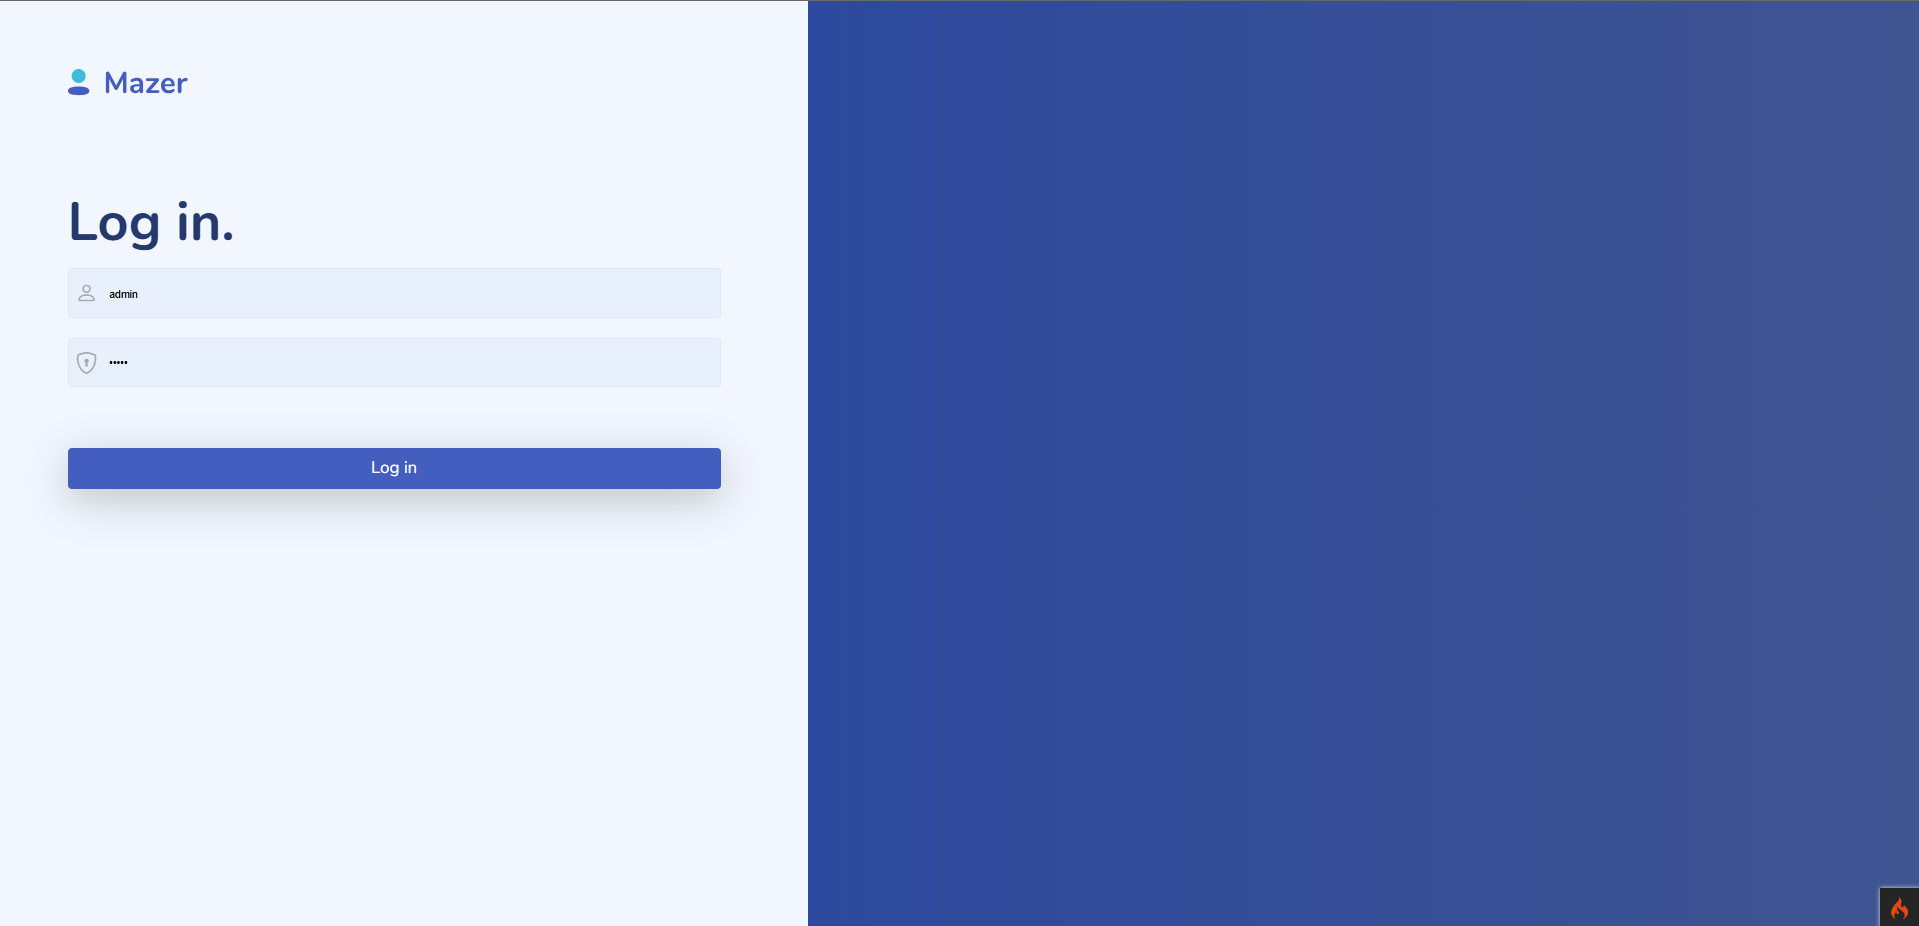 Mazer
Log in.
admin
•••••
Log in